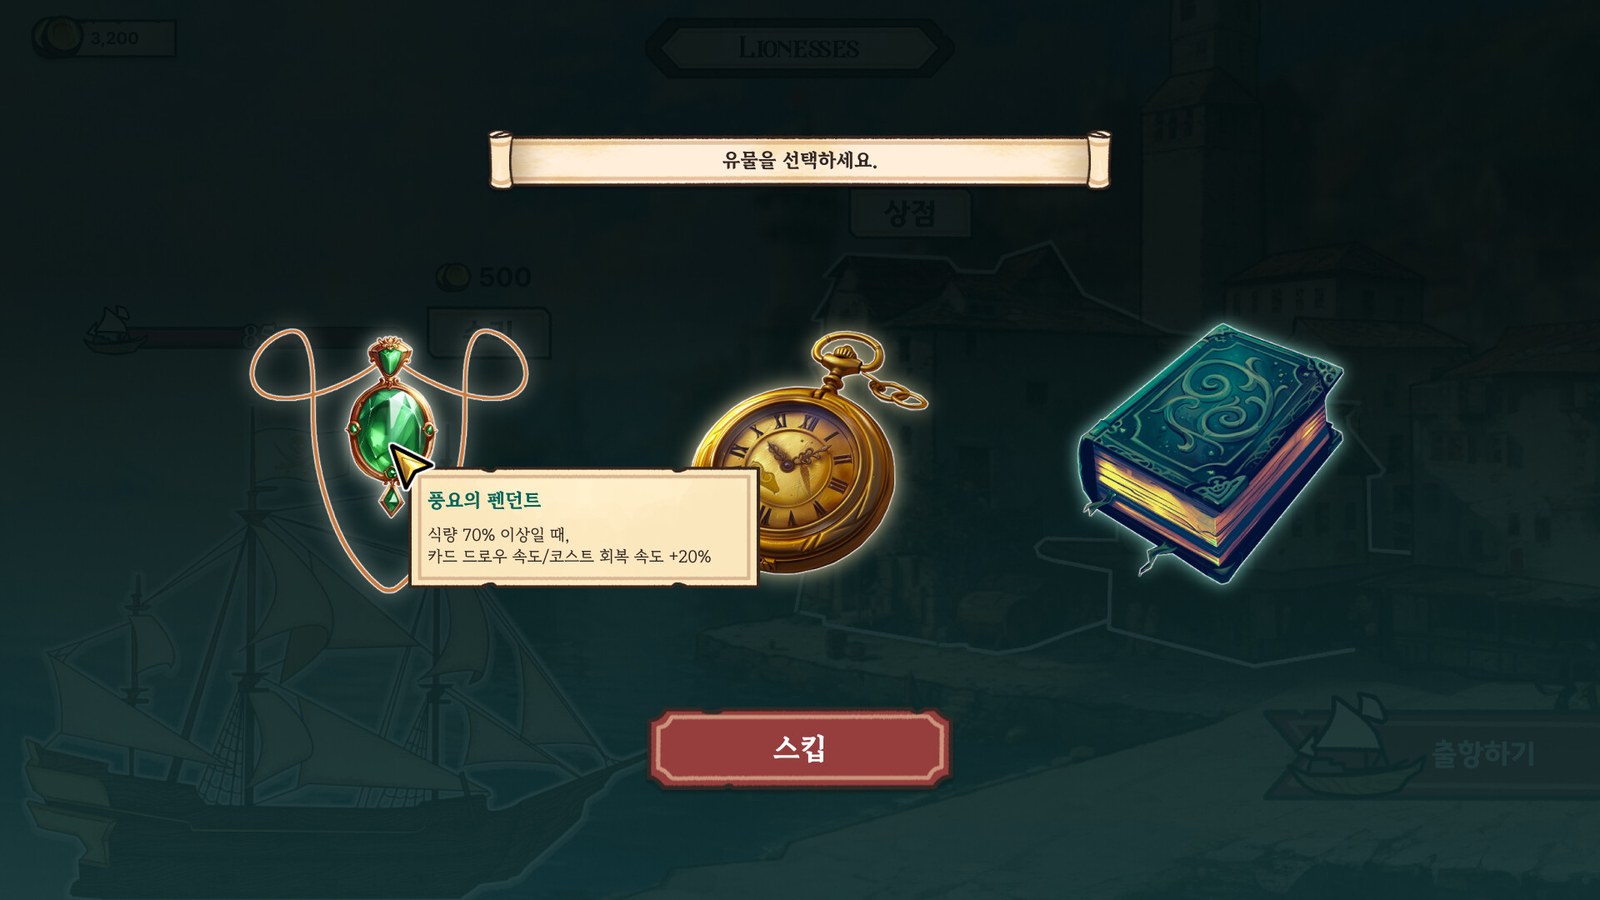 3,200
LIONESSES
유물을 선택하세요.
상점
500
풍요의 펜던트
식량 70% 이상일 때,
카드 드로우 속도/코스트 회복 속도 +20%
스킵
출항하기